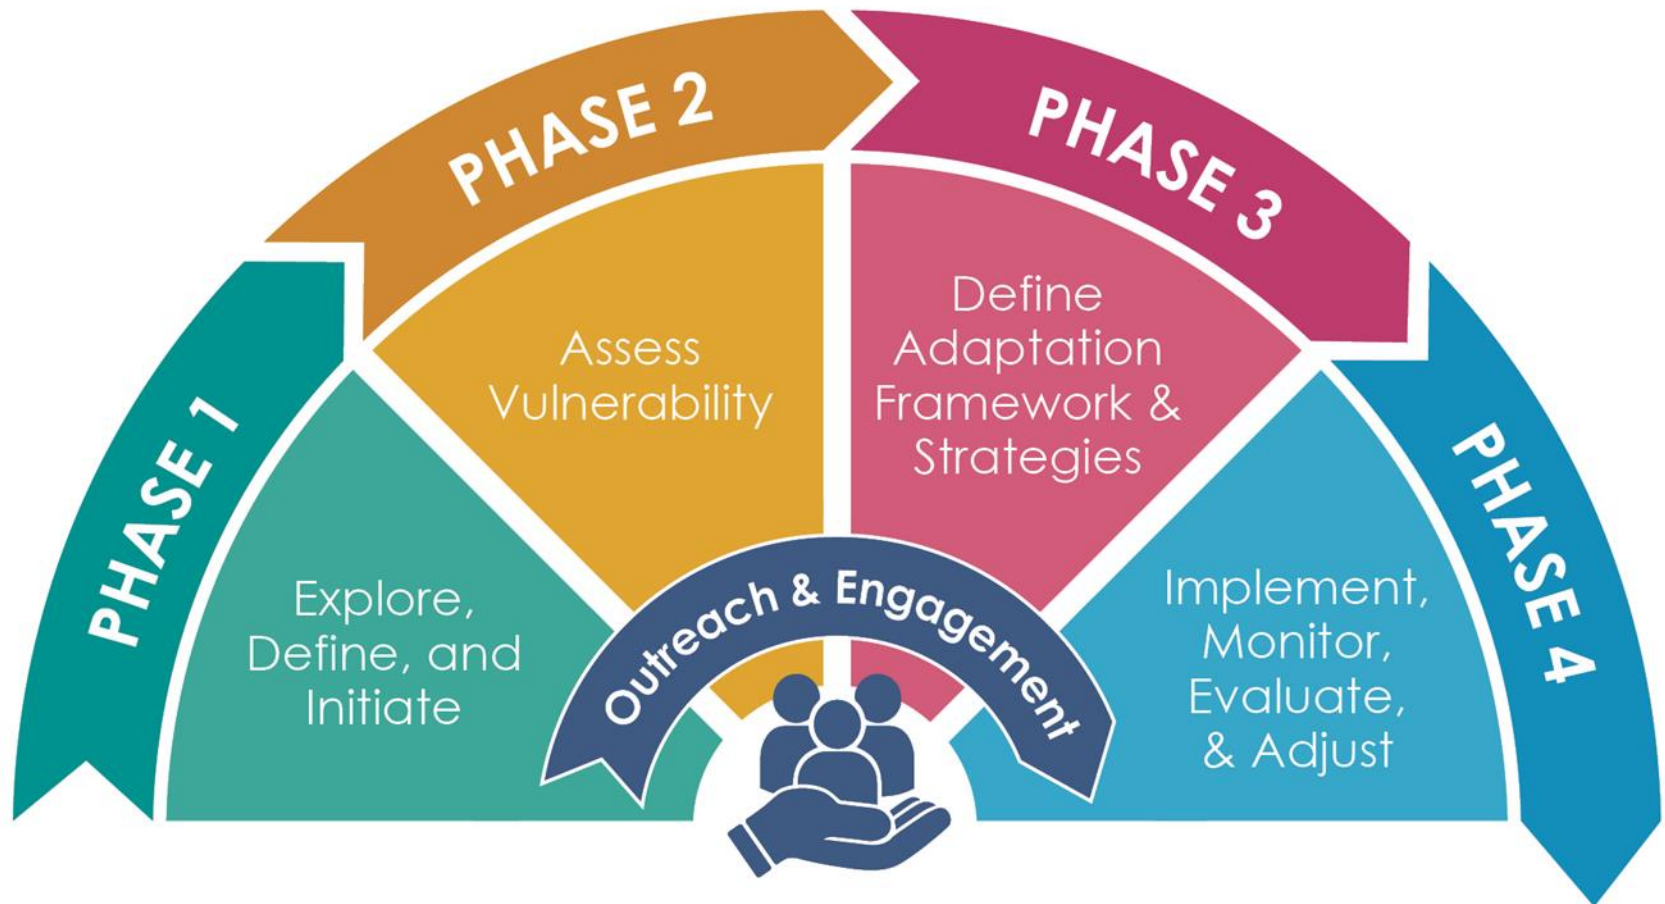 PHASE 1
Explore,
Define, and
Initiate
PHASE 2
Assess
Vulnerability
PHASE 3
Define
Adaptation
Framework &
Strategies
PHASE 4
Implement,
Monitor,
Evaluate,
& Adjust
Outreach & Engagement